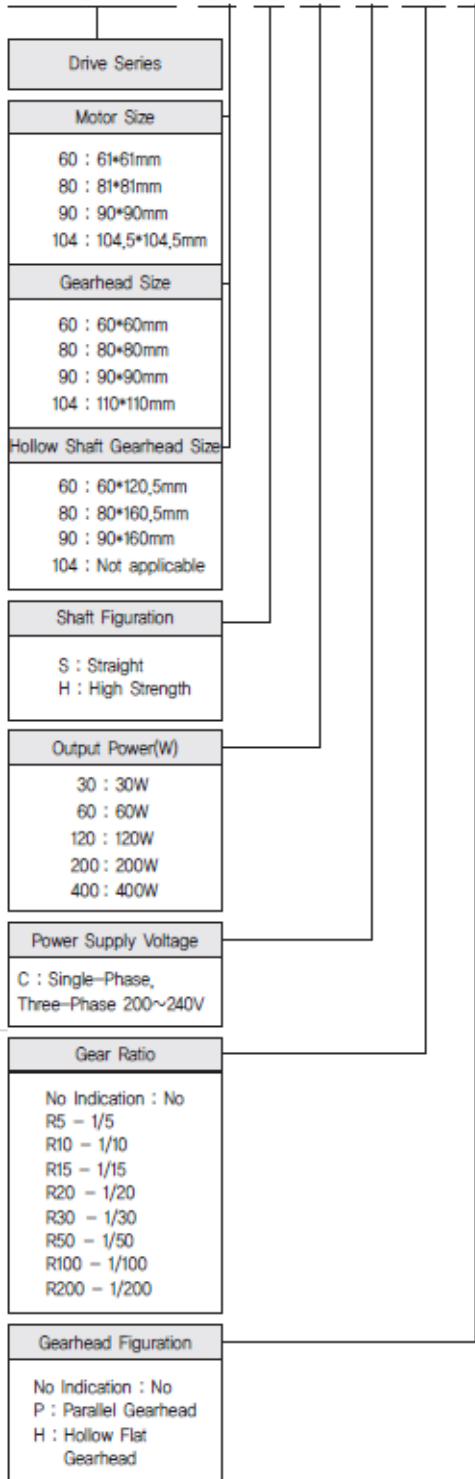 Drive Series
Motor Size
60 : 61*61mm
80 : 81*81mm
90 : 90*90mm
104 : 104.5*104.5mm
Gearhead Size
60 : 60*60mm
80 : 80*80mm
90 : 90*90mm
104 : 110*110mm
Hollow Shaft Gearhead Size
60 : 60*120.5mm
80 : 80*160.5mm
90 : 90*160mm
104 : Not applicable
Shaft Figuration
S : Straight
H : High Strength
Output Power(W)
30 : 30W
60 : 60W
120 : 120W
200 : 200W
400 : 400W
Power Supply Voltage
C : Single-Phase,
Three-Phase 200~240V
Gear Ratio
No Indication : No
R5 - 1/5
R10 - 1/10
R15 - 1/15
R20 - 1/20
R30 - 1/30
R50 - 1/50
R100 - 1/100
R200 - 1/200
Gearhead Figuration
No Indication : No
P : Parallel Gearhead
H : Hollow Flat
Gearhead